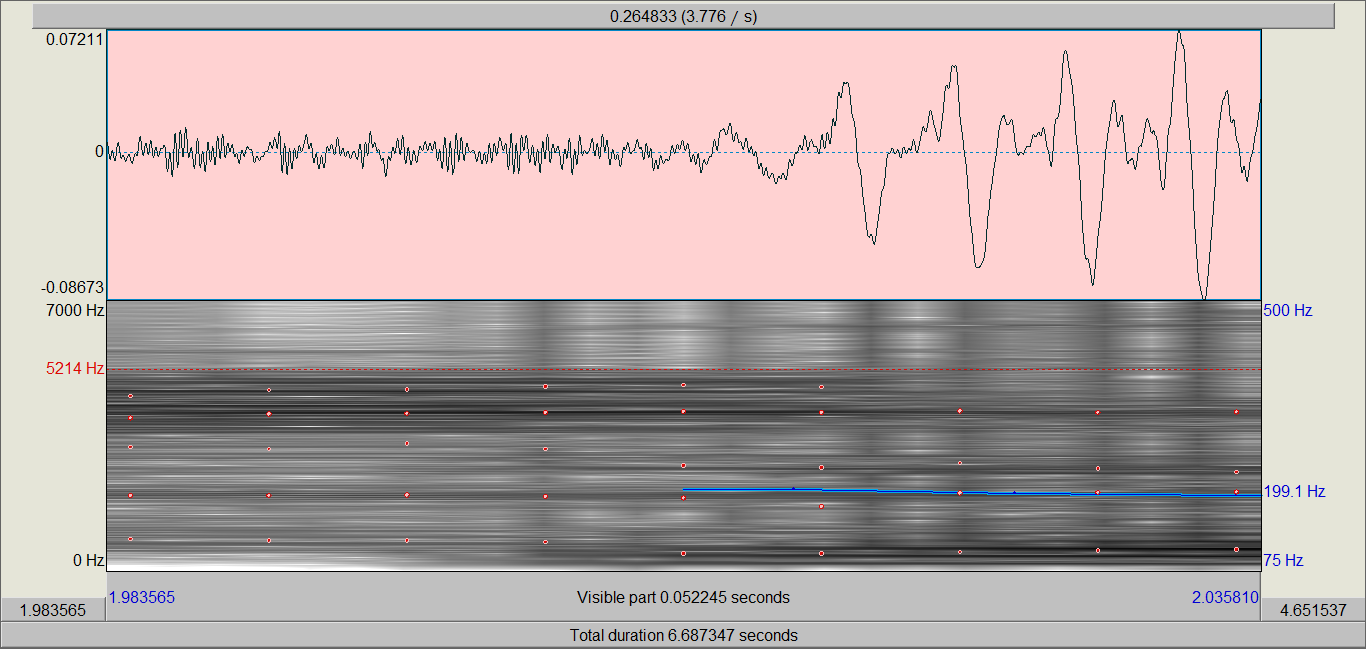 0.264833 (3.776 / s)
0.07211
0
-0.08673
7000 Hz
500 Hz
5214 Hz
199.1 Hz
0 Hz
75 Hz
1.983565
1.983565
Visible part 0.052245 seconds
2.035810
4.651537
Total duration 6.687347 seconds